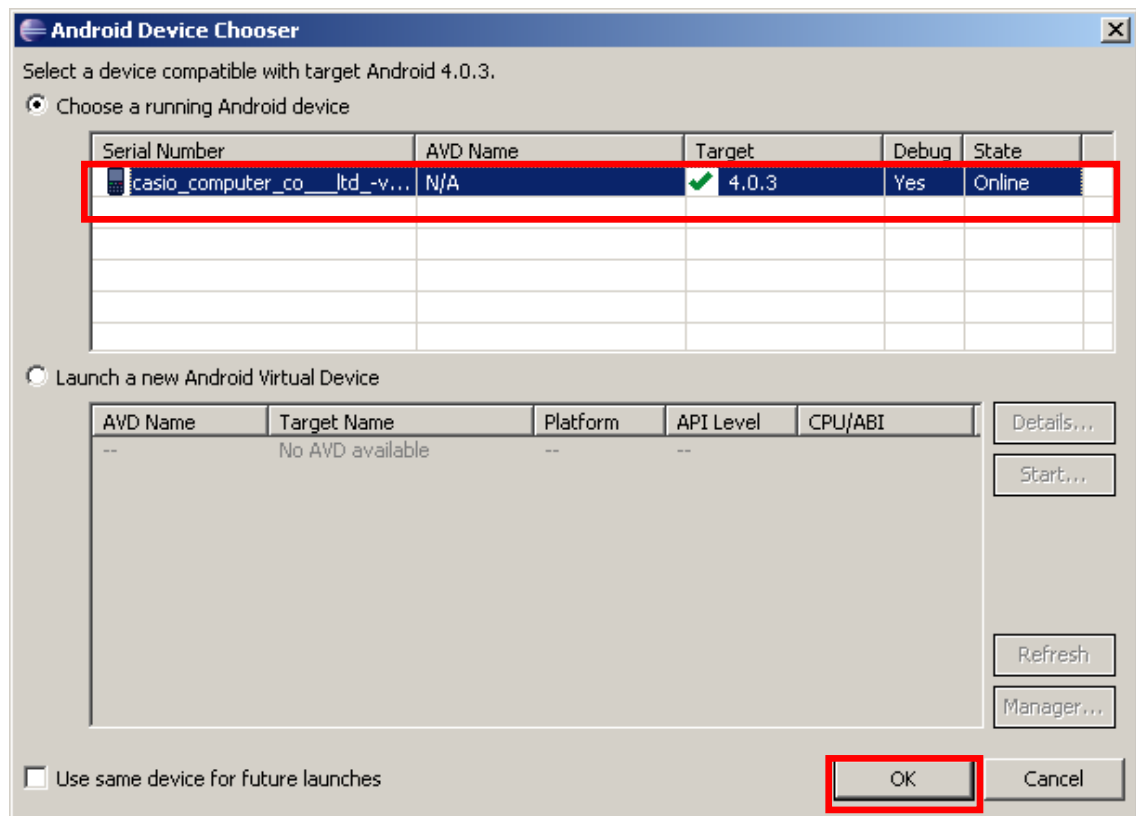 Android Device Chooser
Select a device compatible with target Android 4.0.3.
Choose a running Android device
Serial Number AVD Name Target Debug State
casio_computer_co___ltd_-v... N/A 4.0.3 Yes Online
Launch a new Android Virtual Device
AVD Name Target Name Platform API Level CPU/ABI
-- No AVD available -- --
Details...
Start...
Refresh
Manager...
Use same device for future launches
OK Cancel